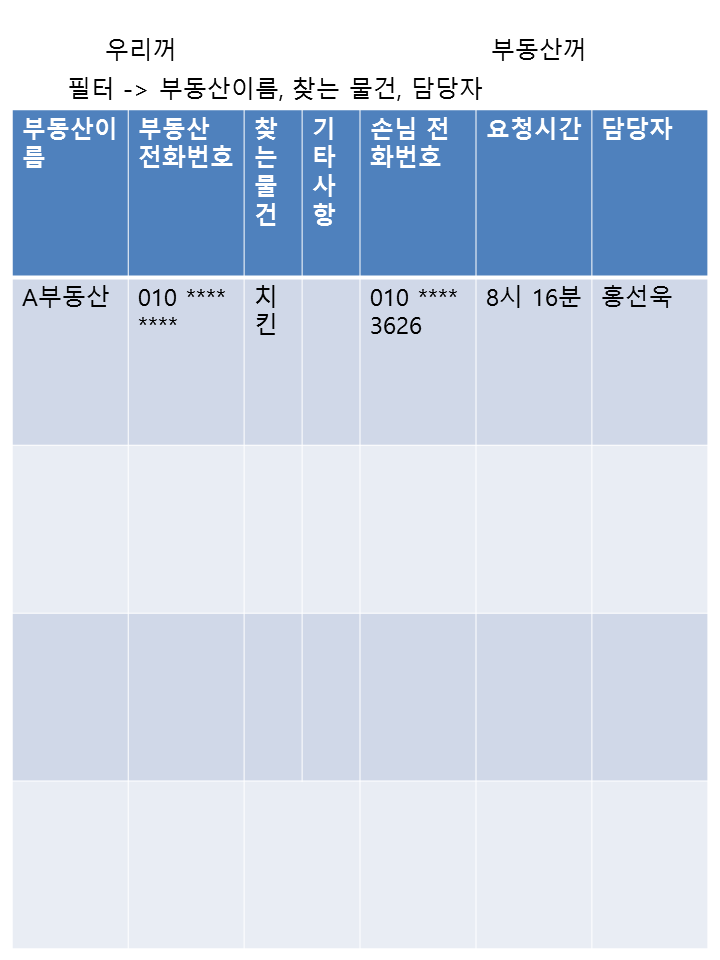 우리꺼 부동산꺼
필터 -> 부동산이름, 찾는 물건, 담당자
부동산이
름
부동산
전화번호
찾
는
물
건
기
타
사
항
손님 전
화번호
요청시간
담당자
A부동산
010 ****
****
치
킨
010 ****
3626
8시 16분
홍선욱